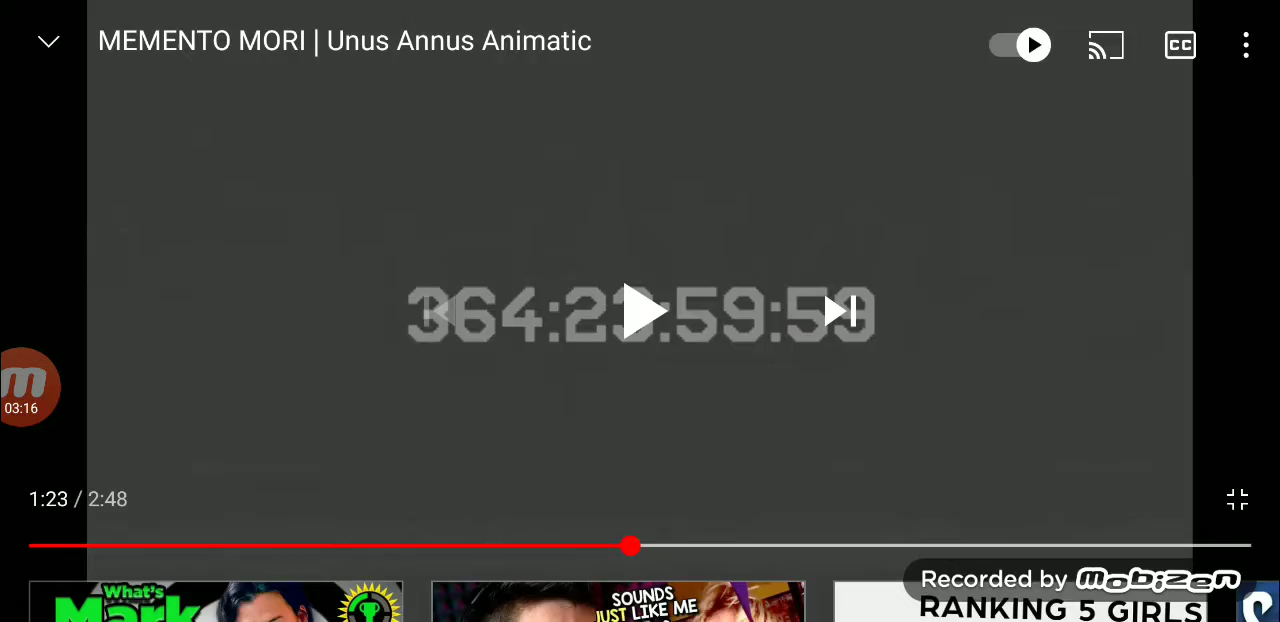 MEMENTO MORI | Unus Annus Animatic
CC
364:23:59:59
m
03:16
1:23 / 2:48
Recorded by mobizen
What's
Mark
SOUNDS
JUST LIKE ME
RANKING 5 GIRLS